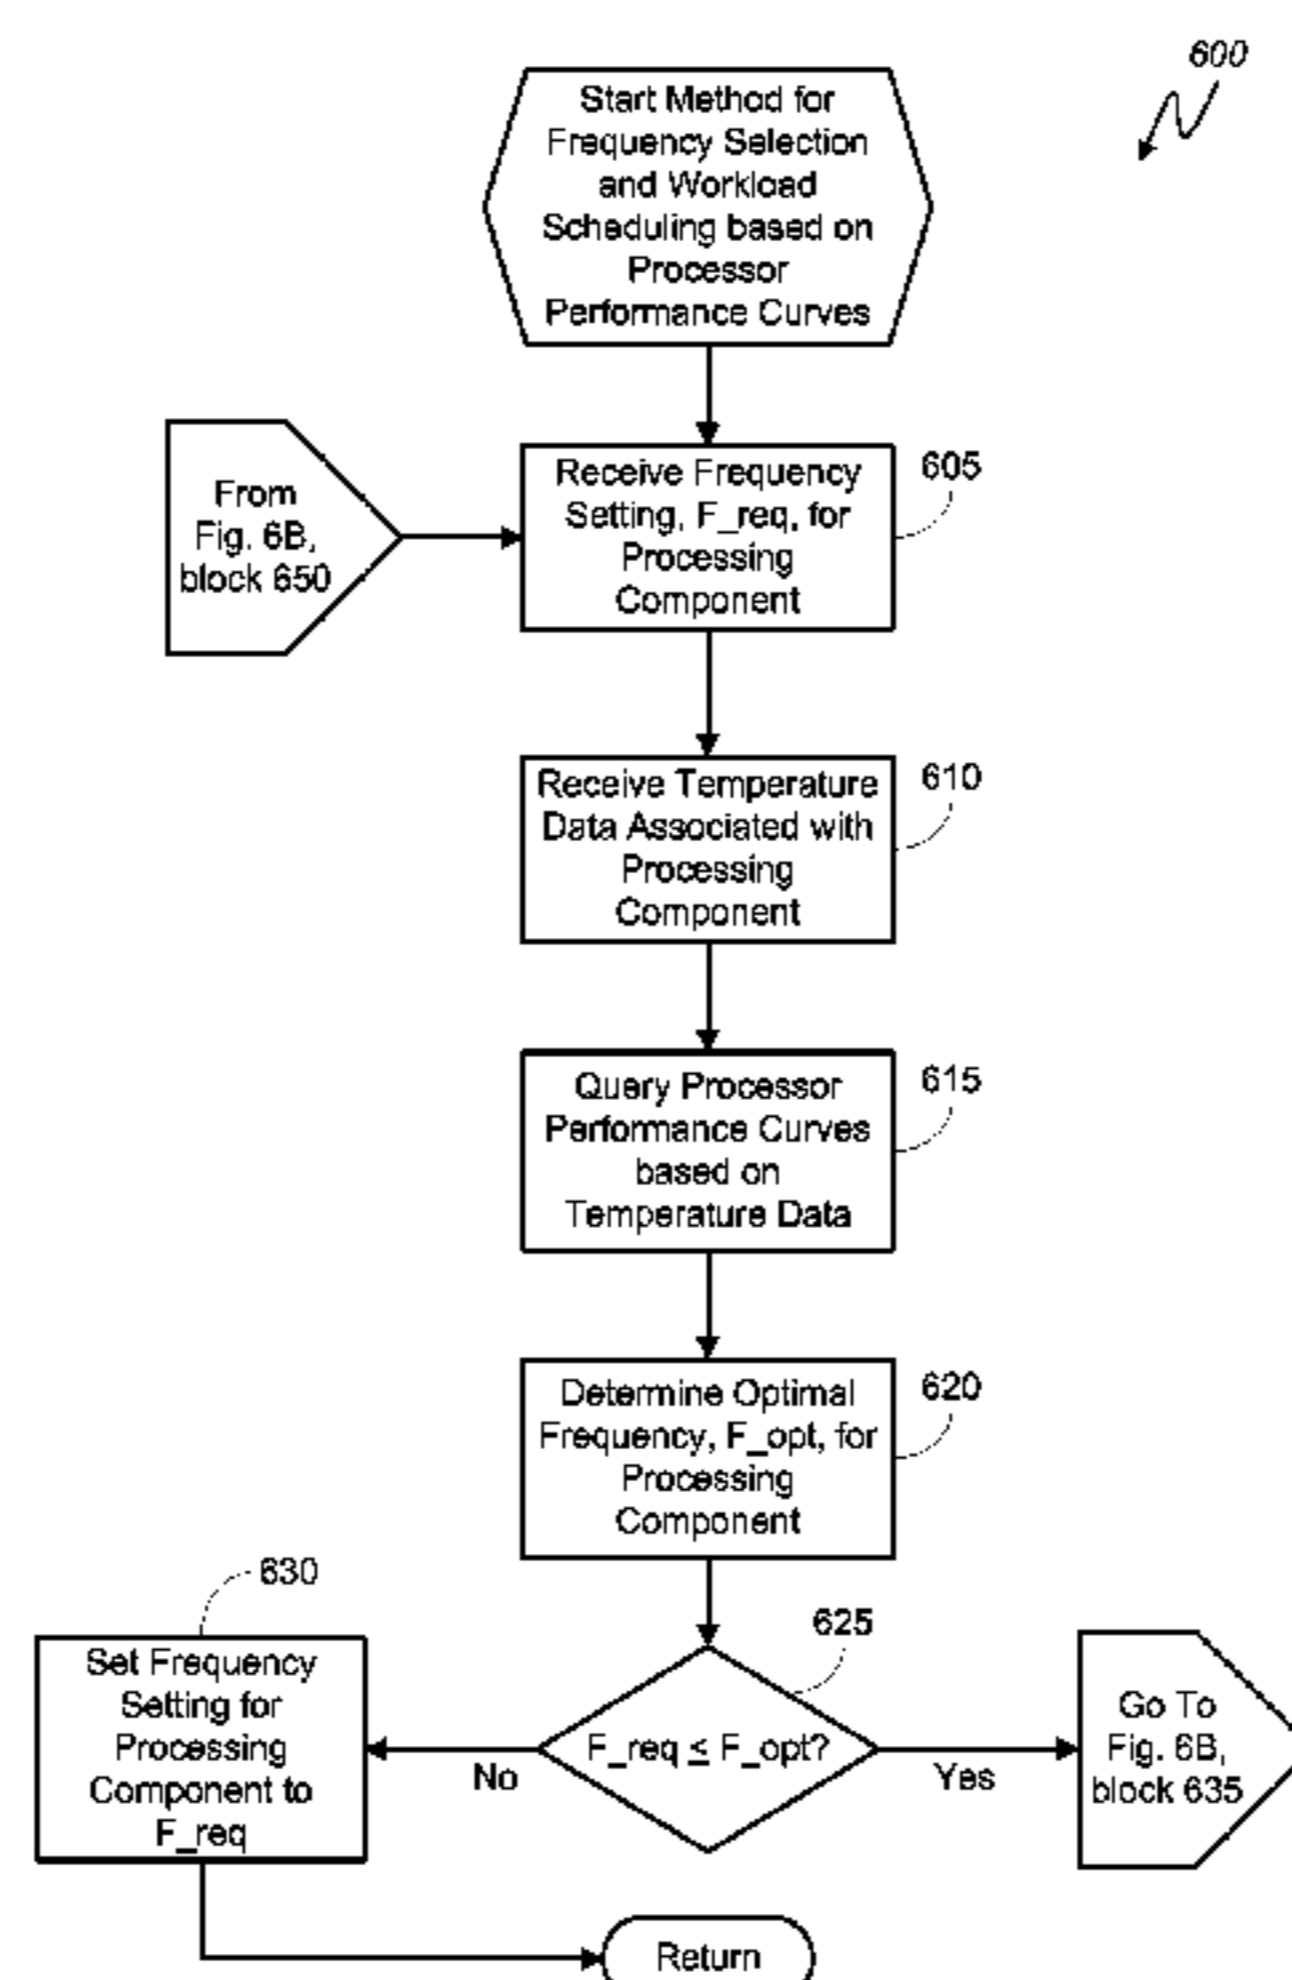 600
Start Method for
Frequency Selection
and Workload
Scheduling based on
Processor
Performance Curves
From
Fig. 6B,
block 650
Receive Frequency
Setting, F_req, for
Processing
Component
605
Receive Temperature
Data Associated with
Processing
Component
610
Query Processor
Performance Curves
based on
Temperature Data
615
Determine Optimal
Frequency, F_opt, for
Processing
Component
620
630
Set Frequency
Setting for
Processing
Component to
F_req
625
F_req ≤ F_opt?
No
Yes
Go To
Fig. 6B,
block 635
Return